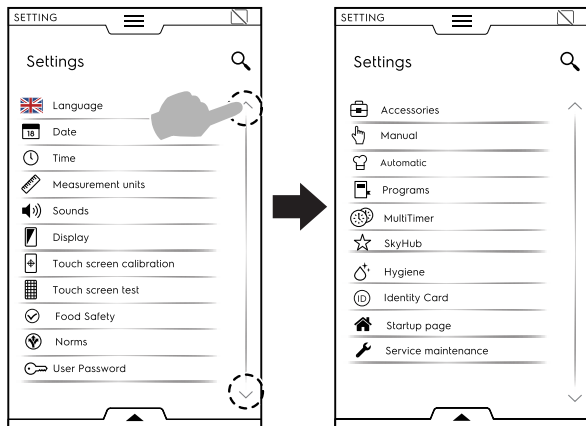 SETTING
Settings
Language
18
Date
Time
Measurement units
Sounds
Display
Touch screen calibration
Touch screen test
Food Safety
Norms
User Password
SETTING
Settings
Accessories
Manual
Automatic
Programs
MultiTimer
SkyHub
Hygiene
ID
Identity Card
Startup page
Service maintenance